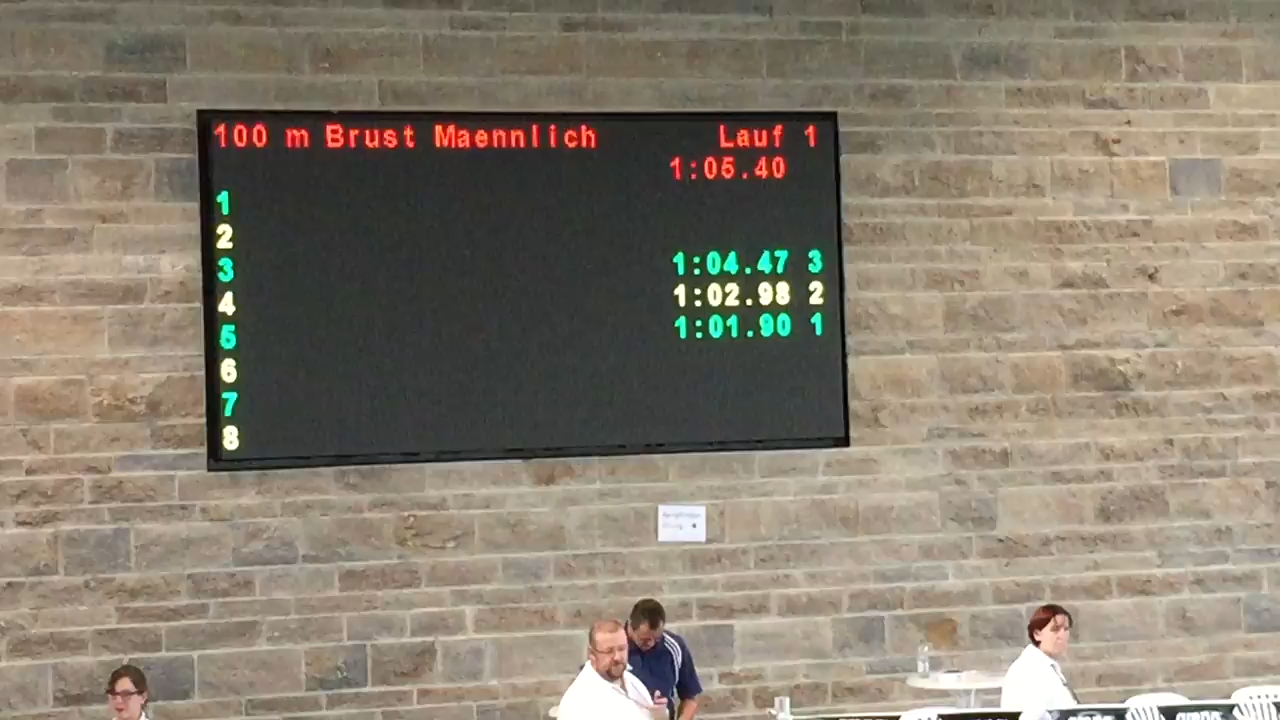 100 m Brust Maennlich Lauf 1
1:05.40
1
2
3 1:04.47 3
4 1:02.98 2
5 1:01.90 1
6
7
8